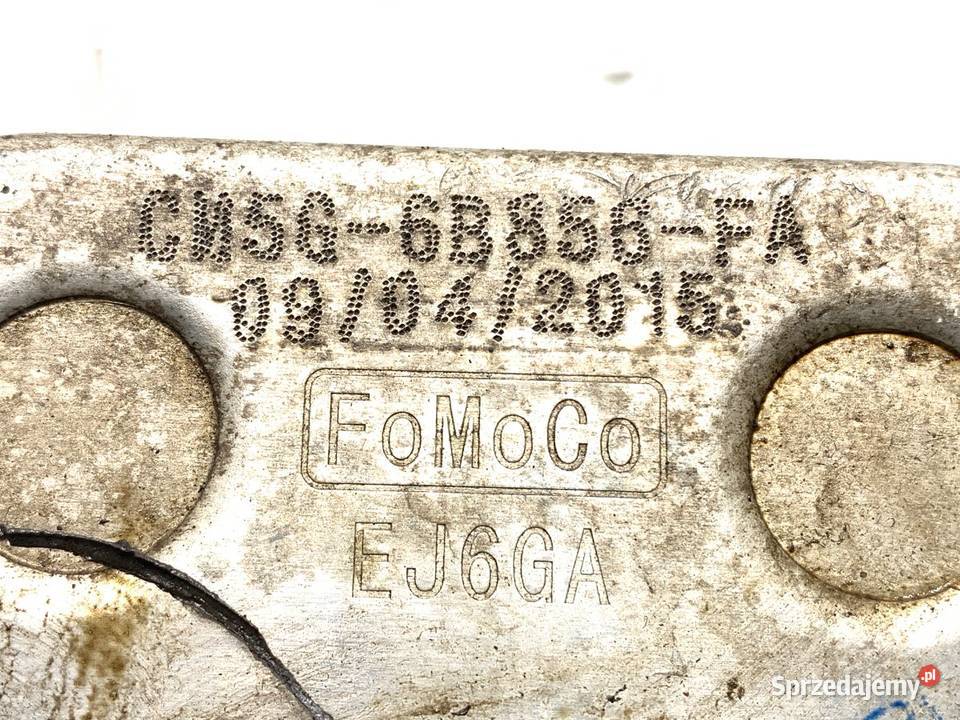 CM5G-6B856-FA
09/04/2015
FoMoCo
EJ6GA
Sprzedajemy.pl